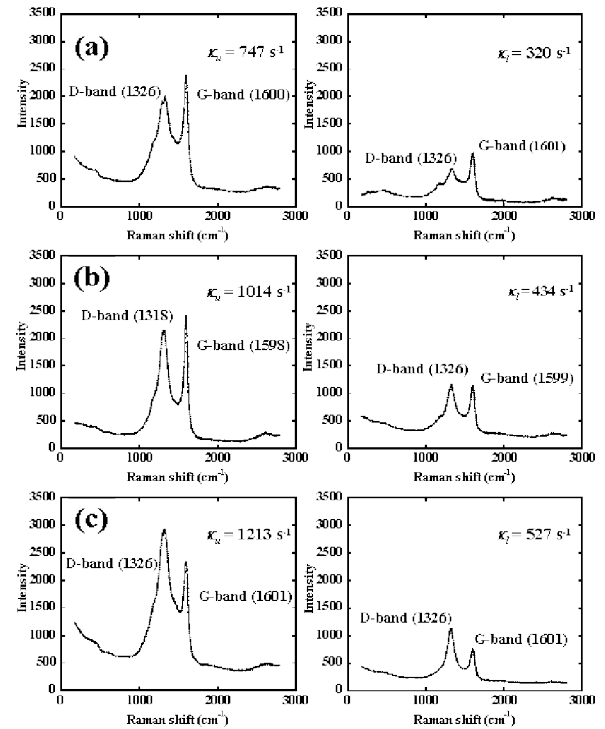 3500
3000
2500
2000
1500
1000
500
0
Intensity
(a)
κu = 747 s-1
D-band (1326)
G-band (1600)
0 1000 2000 3000
Raman shift (cm-1)
3500
3000
2500
2000
1500
1000
500
0
Intensity
κl = 320 s-1
D-band (1326)
G-band (1601)
0 1000 2000 3000
Raman shift (cm-1)
3500
3000
2500
2000
1500
1000
500
0
Intensity
(b)
κu = 1014 s-1
D-band (1318)
G-band (1598)
0 1000 2000 3000
Raman shift (cm-1)
3500
3000
2500
2000
1500
1000
500
0
Intensity
κl = 434 s-1
D-band (1326)
G-band (1599)
0 1000 2000 3000
Raman shift (cm-1)
3500
3000
2500
2000
1500
1000
500
0
Intensity
(c)
κu = 1213 s-1
D-band (1326)
G-band (1601)
0 1000 2000 3000
Raman shift (cm-1)
3500
3000
2500
2000
1500
1000
500
0
Intensity
κl = 527 s-1
D-band (1326)
G-band (1601)
0 1000 2000 3000
Raman shift (cm-1)